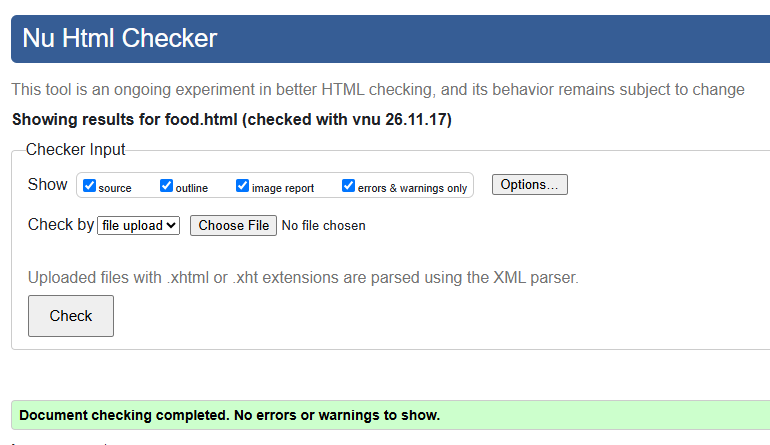 Nu Html Checker
This tool is an ongoing experiment in better HTML checking, and its behavior remains subject to change
Showing results for food.html (checked with vnu 26.11.17)
Checker Input
Show source outline image report errors & warnings only Options...
Check by file upload Choose File No file chosen
Uploaded files with .xhtml or .xht extensions are parsed using the XML parser.
Check
Document checking completed. No errors or warnings to show.